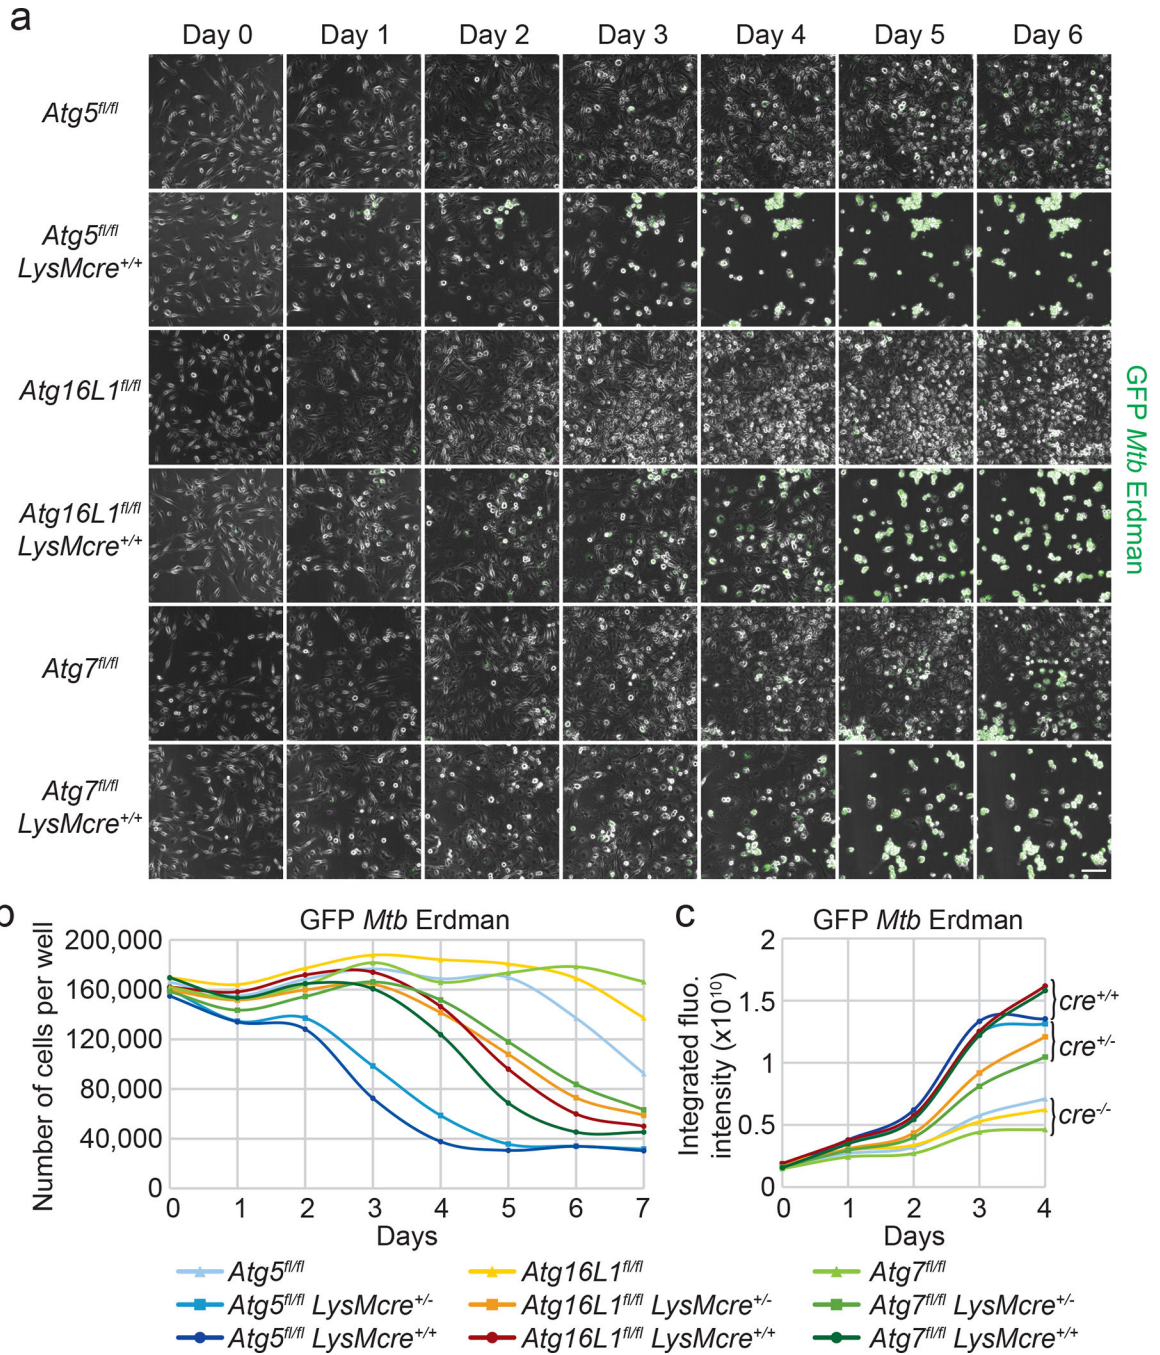 a
Day 0 Day 1 Day 2 Day 3 Day 4 Day 5 Day 6
Atg5fl/fl
Atg5fl/fl
LysMcre+/+
Atg16L1fl/fl
Atg16L1fl/fl
LysMcre+/+
Atg7fl/fl
Atg7fl/fl
LysMcre+/+
GFP Mtb Erdman
b
GFP Mtb Erdman
Number of cells per well
200,000
160,000
120,000
80,000
40,000
0
0 1 2 3 4 5 6 7
Days
c
GFP Mtb Erdman
Integrated fluo.
intensity (x10¹⁰)
2
1.5
1
0.5
0
0 1 2 3 4
Days
cre+/+
cre+/-
cre-/-
Atg5fl/fl Atg16L1fl/fl Atg7fl/fl
Atg5fl/fl LysMcre+/- Atg16L1fl/fl LysMcre+/- Atg7fl/fl LysMcre+/-
Atg5fl/fl LysMcre+/+ Atg16L1fl/fl LysMcre+/+ Atg7fl/fl LysMcre+/+